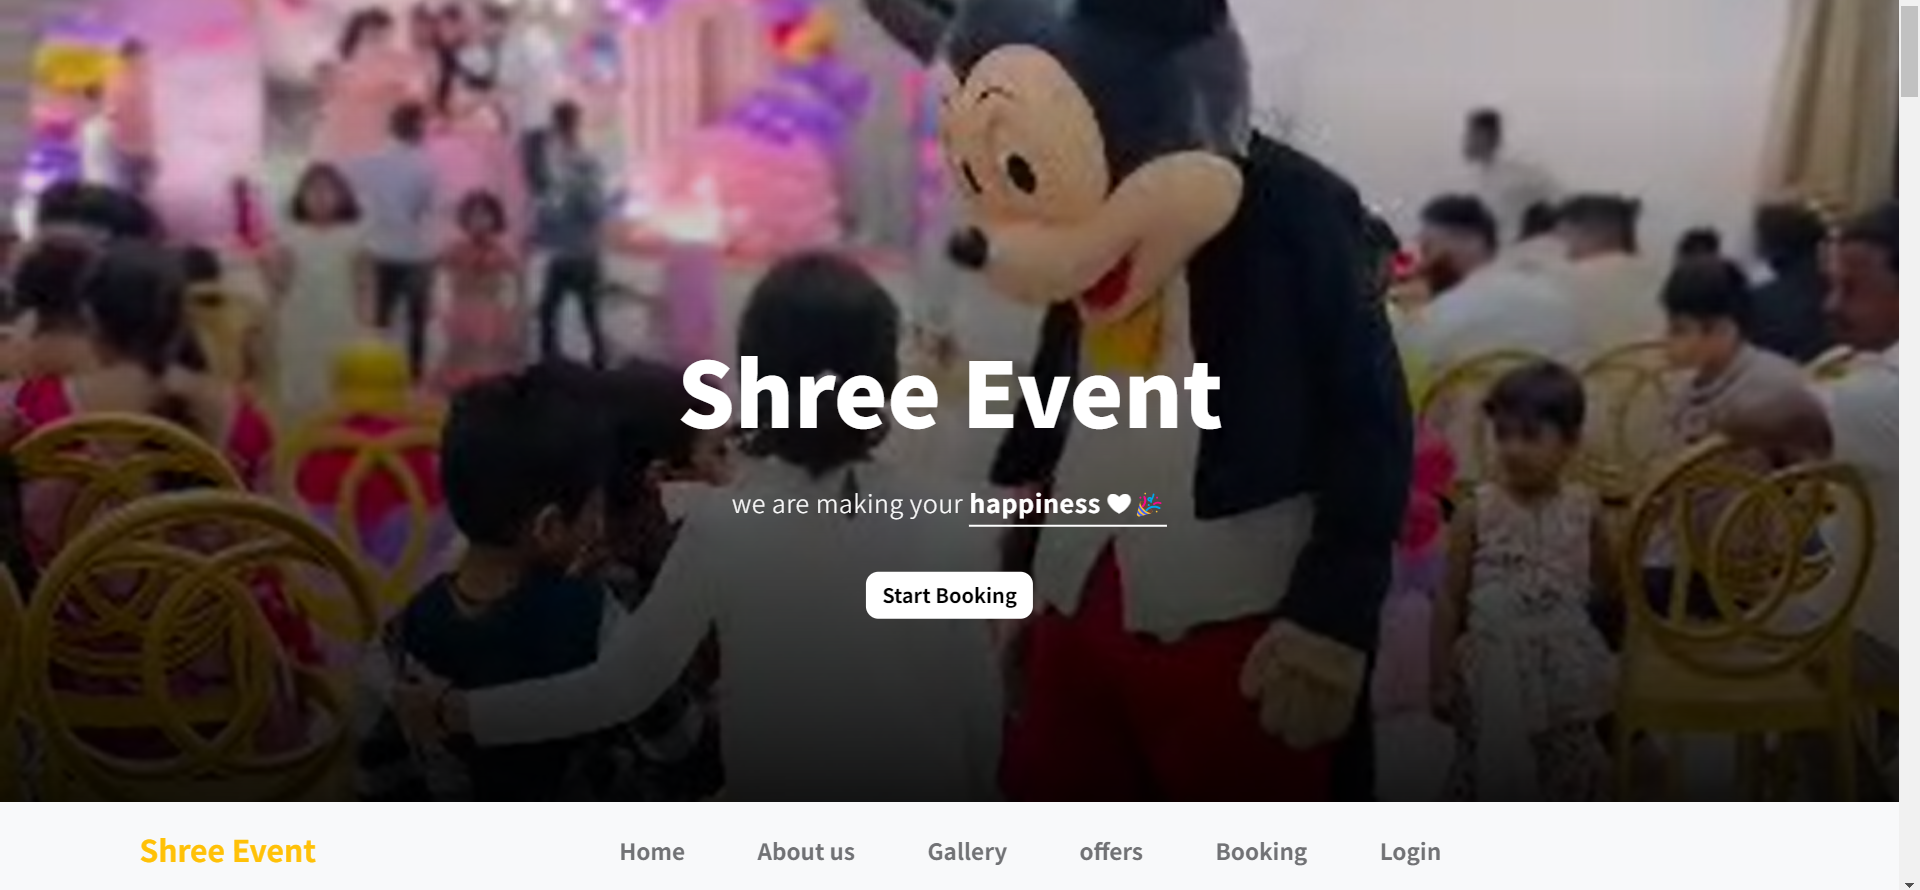 Shree Event
we are making your happiness 🤍🎉
Start Booking
Shree Event
Home About us Gallery offers Booking Login